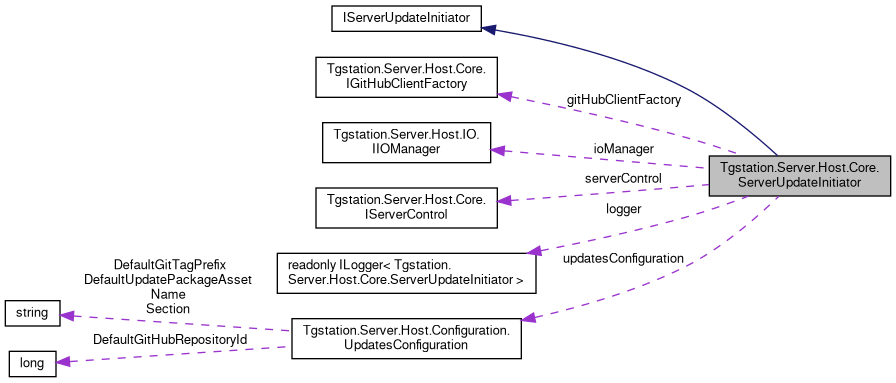 IServerUpdateInitiator
Tgstation.Server.Host.Core.
IGitHubClientFactory
gitHubClientFactory
Tgstation.Server.Host.IO.
IIOManager
ioManager
Tgstation.Server.Host.Core.
ServerUpdateInitiator
serverControl
Tgstation.Server.Host.Core.
IServerControl
logger
readonly ILogger< Tgstation.
Server.Host.Core.ServerUpdateInitiator >
updatesConfiguration
DefaultGitTagPrefix
DefaultUpdatePackageAsset
Name
Section
string
Tgstation.Server.Host.Configuration.
UpdatesConfiguration
DefaultGitHubRepositoryId
long